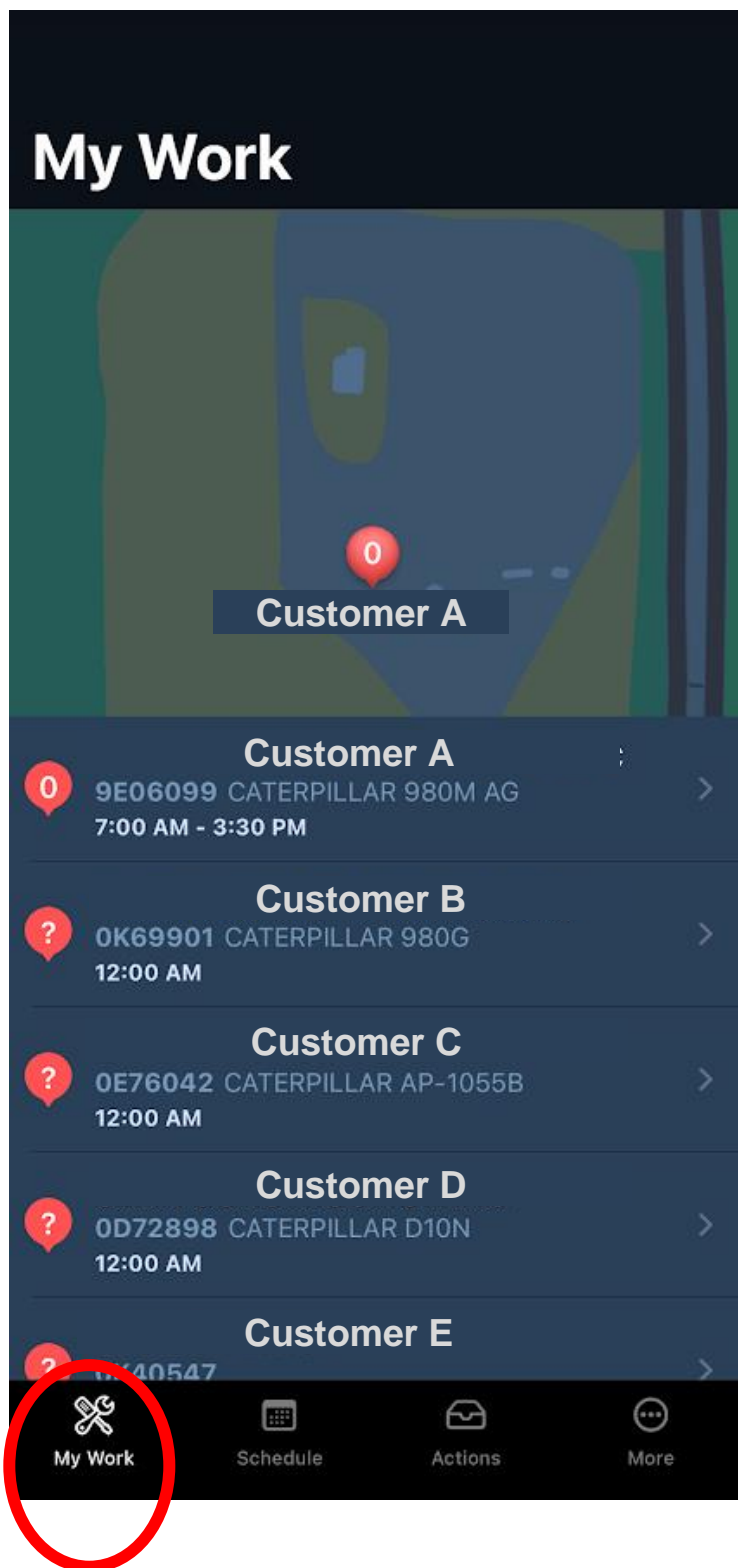 My Work
0
Customer A
Customer A
0
9E06099 CATERPILLAR 980M AG
7:00 AM - 3:30 PM
Customer B
?
0K69901 CATERPILLAR 980G
12:00 AM
Customer C
?
0E76042 CATERPILLAR AP-1055B
12:00 AM
Customer D
?
0D72898 CATERPILLAR D10N
12:00 AM
Customer E
?
My Work
Schedule
Actions
More